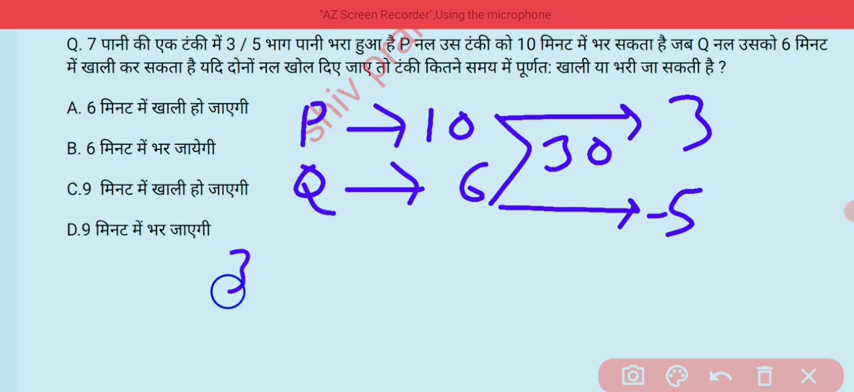 "AZ Screen Recorder",Using the microphone
Q. 7 पानी की एक टंकी में 3 / 5 भाग पानी भरा हुआ है P नल उस टंकी को 10 मिनट में भर सकता है जब Q नल उसको 6 मिनट
में खाली कर सकता है यदि दोनों नल खोल दिए जाएं तो टंकी कितने समय में पूर्णत: खाली या भरी जा सकती है ?
A. 6 मिनट में खाली हो जाएगी
B. 6 मिनट में भर जायेगी
C.9 मिनट में खाली हो जाएगी
D.9 मिनट में भर जाएगी
P → 10 30 3
Q → 6 -5
3
shiv